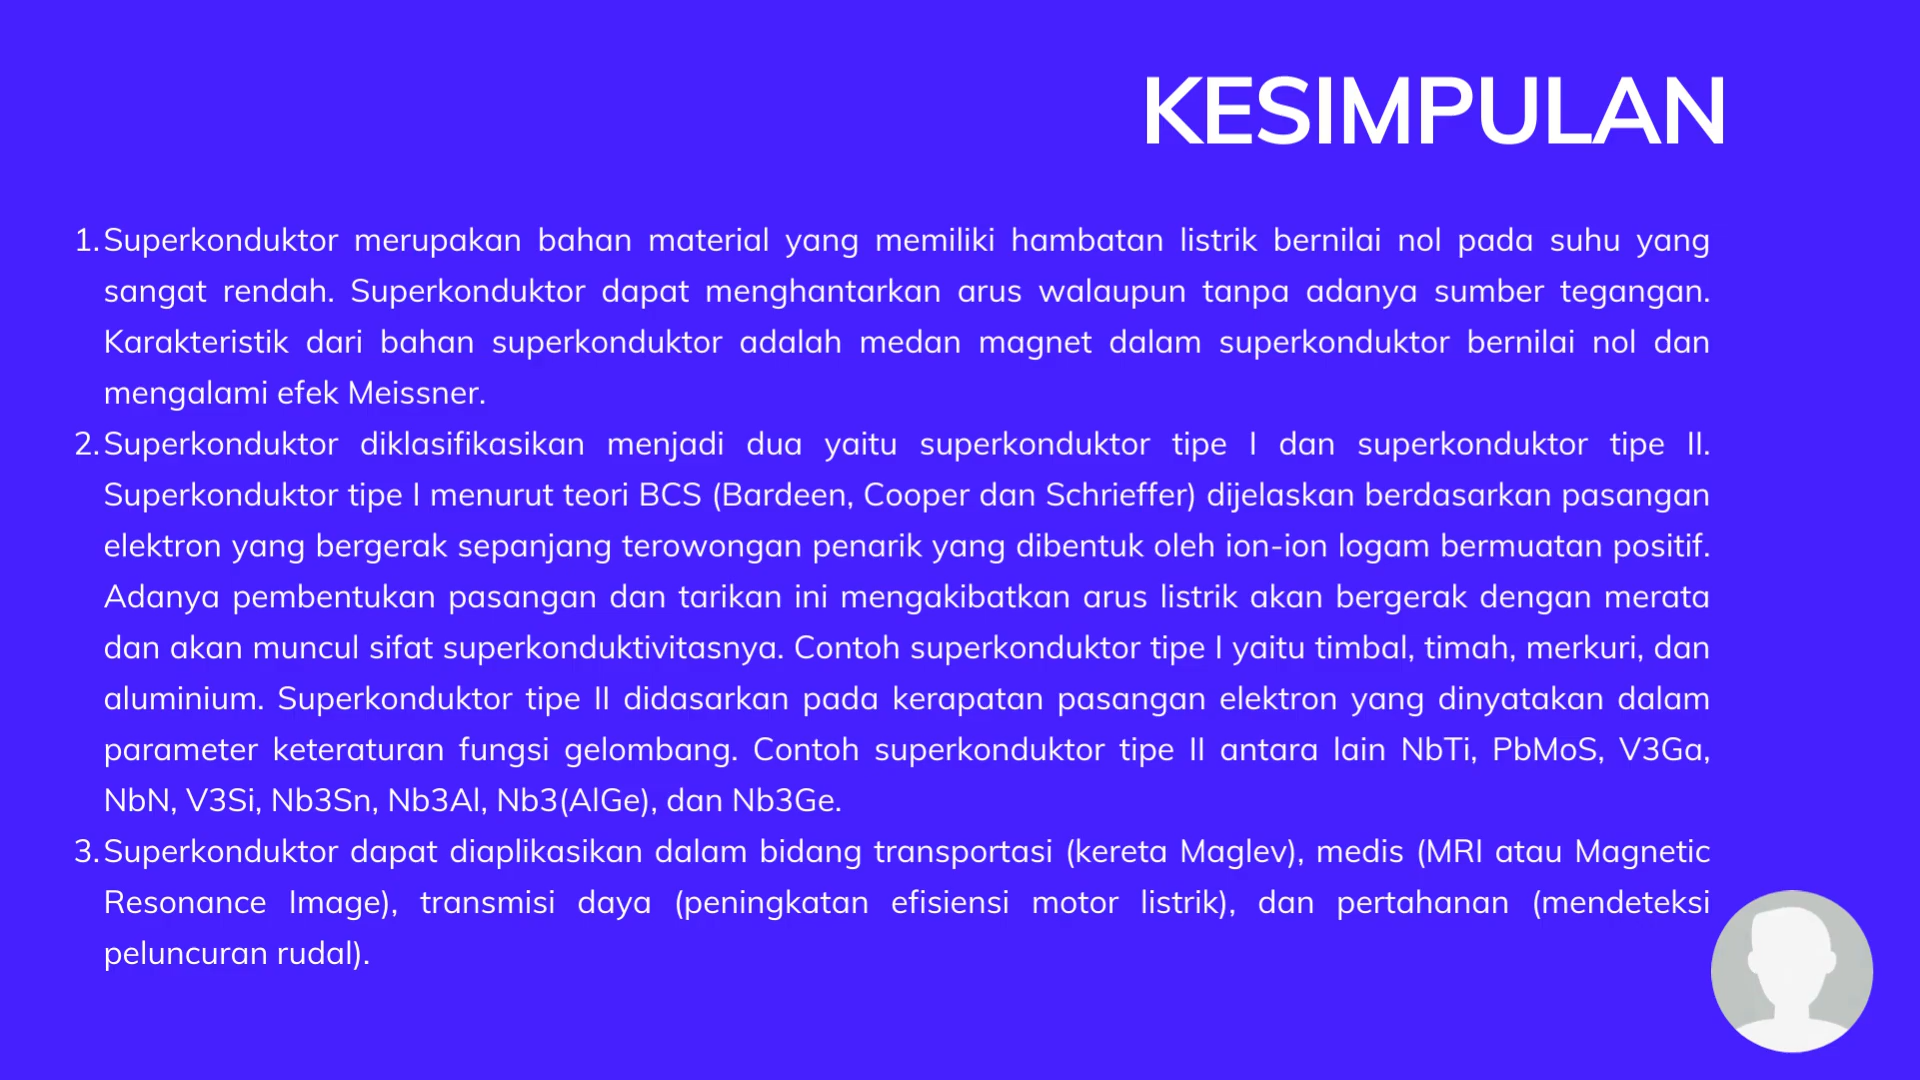 KESIMPULAN
1. Superkonduktor merupakan bahan material yang memiliki hambatan listrik bernilai nol pada suhu yang
sangat rendah. Superkonduktor dapat menghantarkan arus walaupun tanpa adanya sumber tegangan.
Karakteristik dari bahan superkonduktor adalah medan magnet dalam superkonduktor bernilai nol dan
mengalami efek Meissner.
2. Superkonduktor diklasifikasikan menjadi dua yaitu superkonduktor tipe I dan superkonduktor tipe II.
Superkonduktor tipe I menurut teori BCS (Bardeen, Cooper dan Schrieffer) dijelaskan berdasarkan pasangan
elektron yang bergerak sepanjang terowongan penarik yang dibentuk oleh ion-ion logam bermuatan positif.
Adanya pembentukan pasangan dan tarikan ini mengakibatkan arus listrik akan bergerak dengan merata
dan akan muncul sifat superkonduktivitasnya. Contoh superkonduktor tipe I yaitu timbal, timah, merkuri, dan
aluminium. Superkonduktor tipe II didasarkan pada kerapatan pasangan elektron yang dinyatakan dalam
parameter keteraturan fungsi gelombang. Contoh superkonduktor tipe II antara lain NbTi, PbMoS, V3Ga,
NbN, V3Si, Nb3Sn, Nb3Al, Nb3(AlGe), dan Nb3Ge.
3. Superkonduktor dapat diaplikasikan dalam bidang transportasi (kereta Maglev), medis (MRI atau Magnetic
Resonance Image), transmisi daya (peningkatan efisiensi motor listrik), dan pertahanan (mendeteksi
peluncuran rudal).